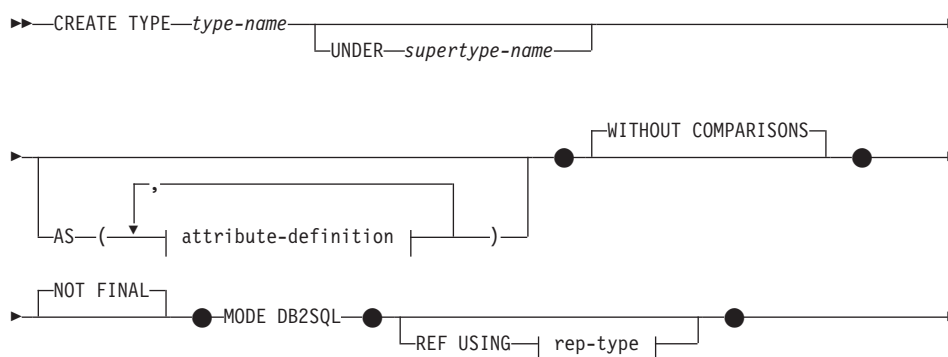 CREATE TYPE type-name
UNDER supertype-name
WITHOUT COMPARISONS
,
AS ( attribute-definition )
NOT FINAL
MODE DB2SQL
REF USING rep-type